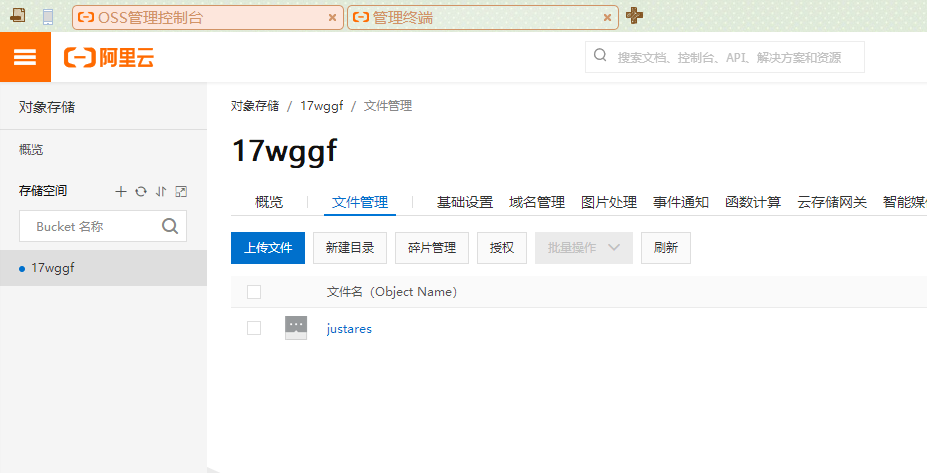 OSS管理控制台
管理终端
阿里云
搜索文档、控制台、API、解决方案和资源
对象存储
概览
存储空间
Bucket 名称
17wggf
对象存储 / 17wggf / 文件管理
17wggf
概览 文件管理 基础设置 域名管理 图片处理 事件通知 函数计算 云存储网关 智能媒
上传文件 新建目录 碎片管理 授权 批量操作 刷新
文件名（Object Name）
justares